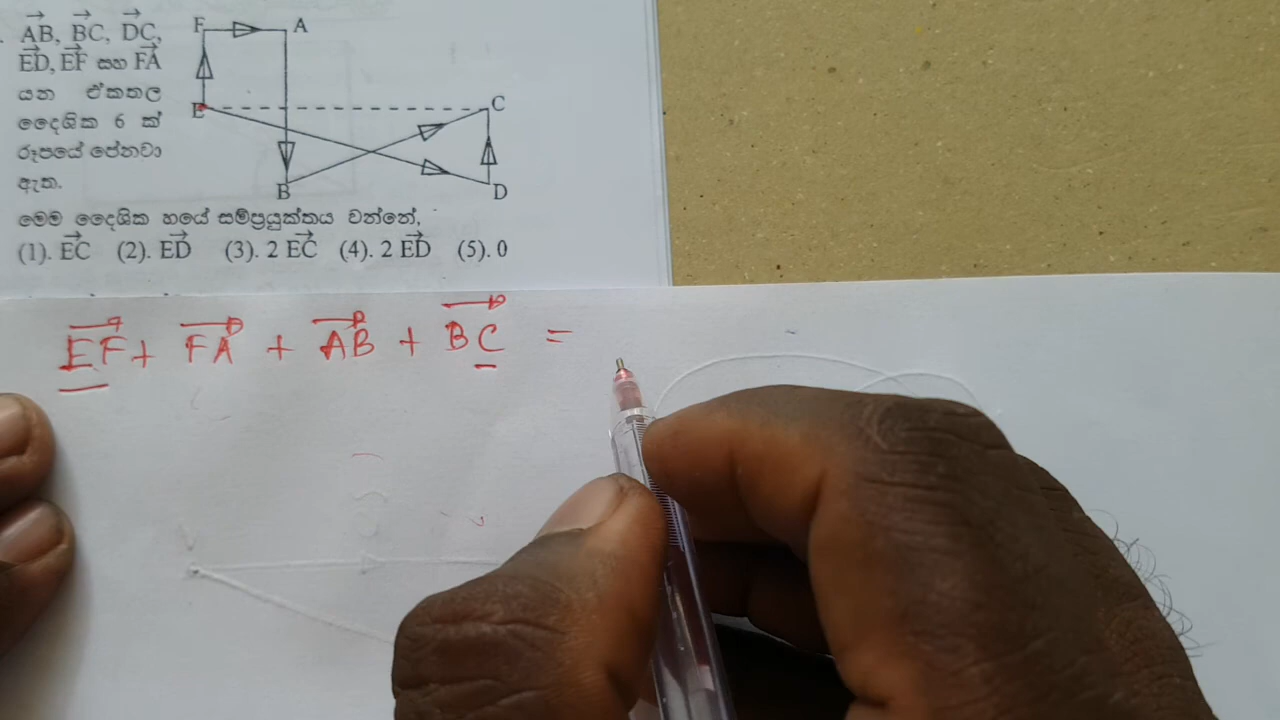 AB, BC, DC,
ED, EF සහ FA
යන ඒකතල
දෛශික 6 ක්
රූපයේ පේනවා
ඇත.
F A
E C
B D
මෙම දෛශික හයේ සම්ප්‍රයුක්තය වන්නේ,
(1). EC (2). ED (3). 2 EC (4). 2 ED (5). 0
EF + FA + AB + BC =